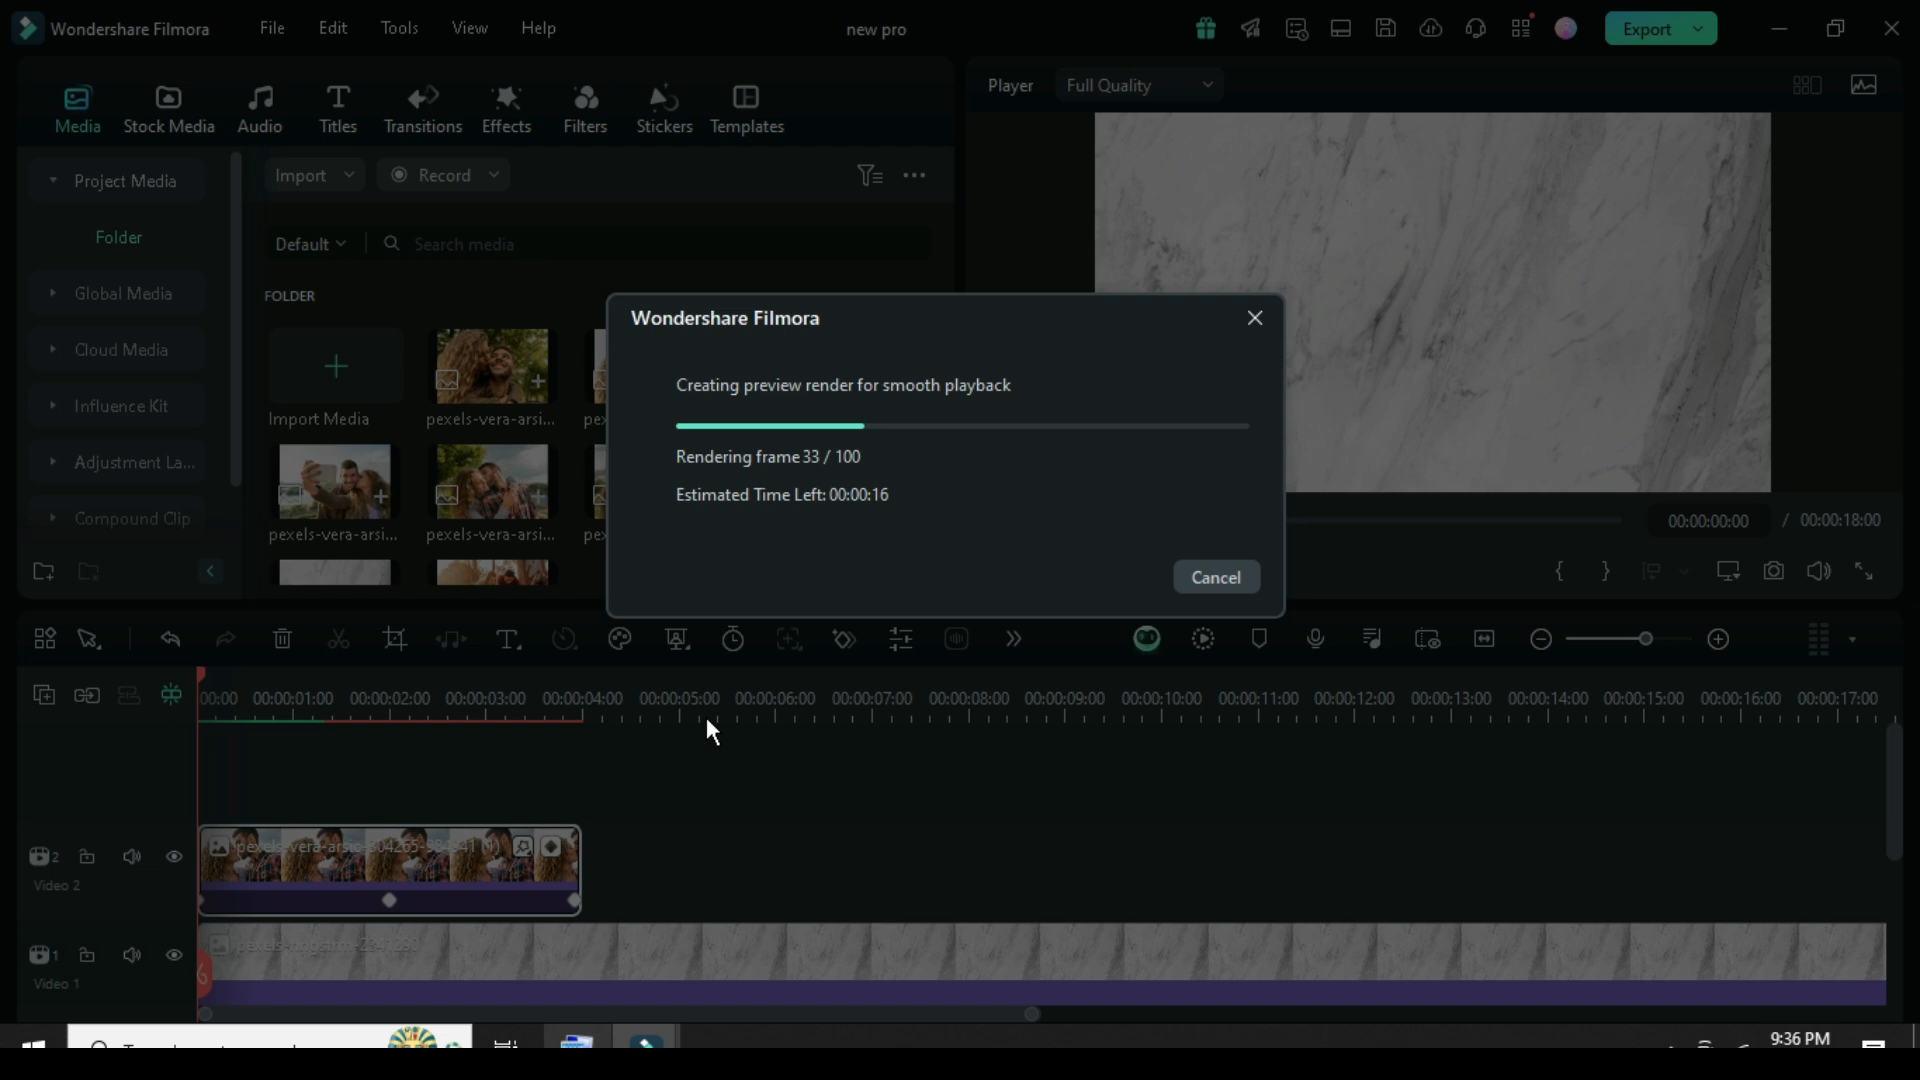 Wondershare Filmora
File
Edit
Tools
View
Help
new pro
Export
Media
Stock Media
Audio
Titles
Transitions
Effects
Filters
Stickers
Templates
Player
Full Quality
Project Media
Folder
Global Media
Cloud Media
Influence Kit
Adjustment La...
Compound Clip
Import
Record
Default
Search media
FOLDER
Import Media
pexels-vera-arsi...
pexels-vera-arsi...
pexels-vera-arsi...
Wondershare Filmora
Creating preview render for smooth playback
Rendering frame 33 / 100
Estimated Time Left: 00:00:16
Cancel
00:00:00:00 / 00:00:18:00
:00:00 00:00:01:00 00:00:02:00 00:00:03:00 00:00:04:00 00:00:05:00 00:00:06:00 00:00:07:00 00:00:08:00 00:00:09:00 00:00:10:00 00:00:11:00 00:00:12:00 00:00:13:00 00:00:14:00 00:00:15:00 00:00:16:00 00:00:17:00
2
Video 2
1
Video 1
9:36 PM